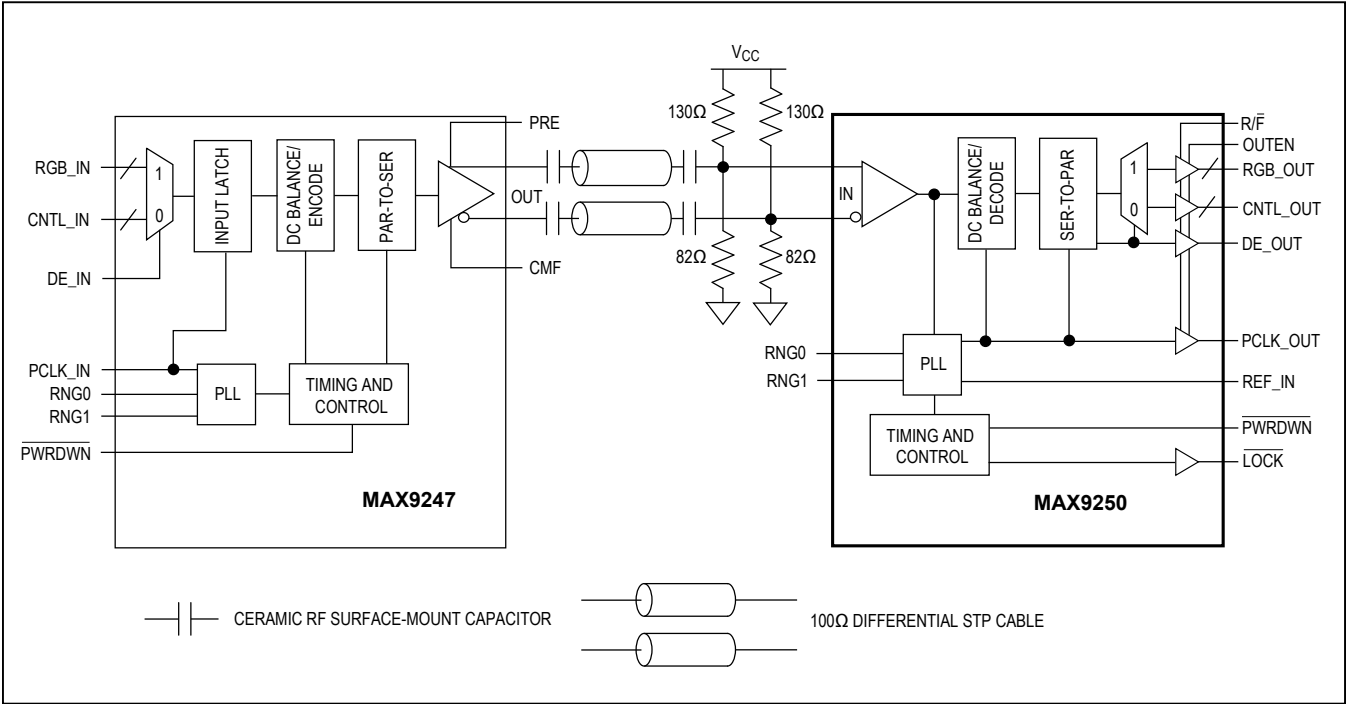 VCC
130Ω
130Ω
82Ω
82Ω
PRE
OUT
CMF
RGB_IN
CNTL_IN
DE_IN
PCLK_IN
RNG0
RNG1
PWRDWN
1
0
INPUT LATCH
DC BALANCE/
ENCODE
PAR-TO-SER
PLL
TIMING AND
CONTROL
MAX9247
IN
DC BALANCE/
DECODE
SER-TO-PAR
1
0
R/F
OUTEN
RGB_OUT
CNTL_OUT
DE_OUT
PCLK_OUT
RNG0
RNG1
PLL
REF_IN
TIMING AND
CONTROL
PWRDWN
LOCK
MAX9250
CERAMIC RF SURFACE-MOUNT CAPACITOR
100Ω DIFFERENTIAL STP CABLE